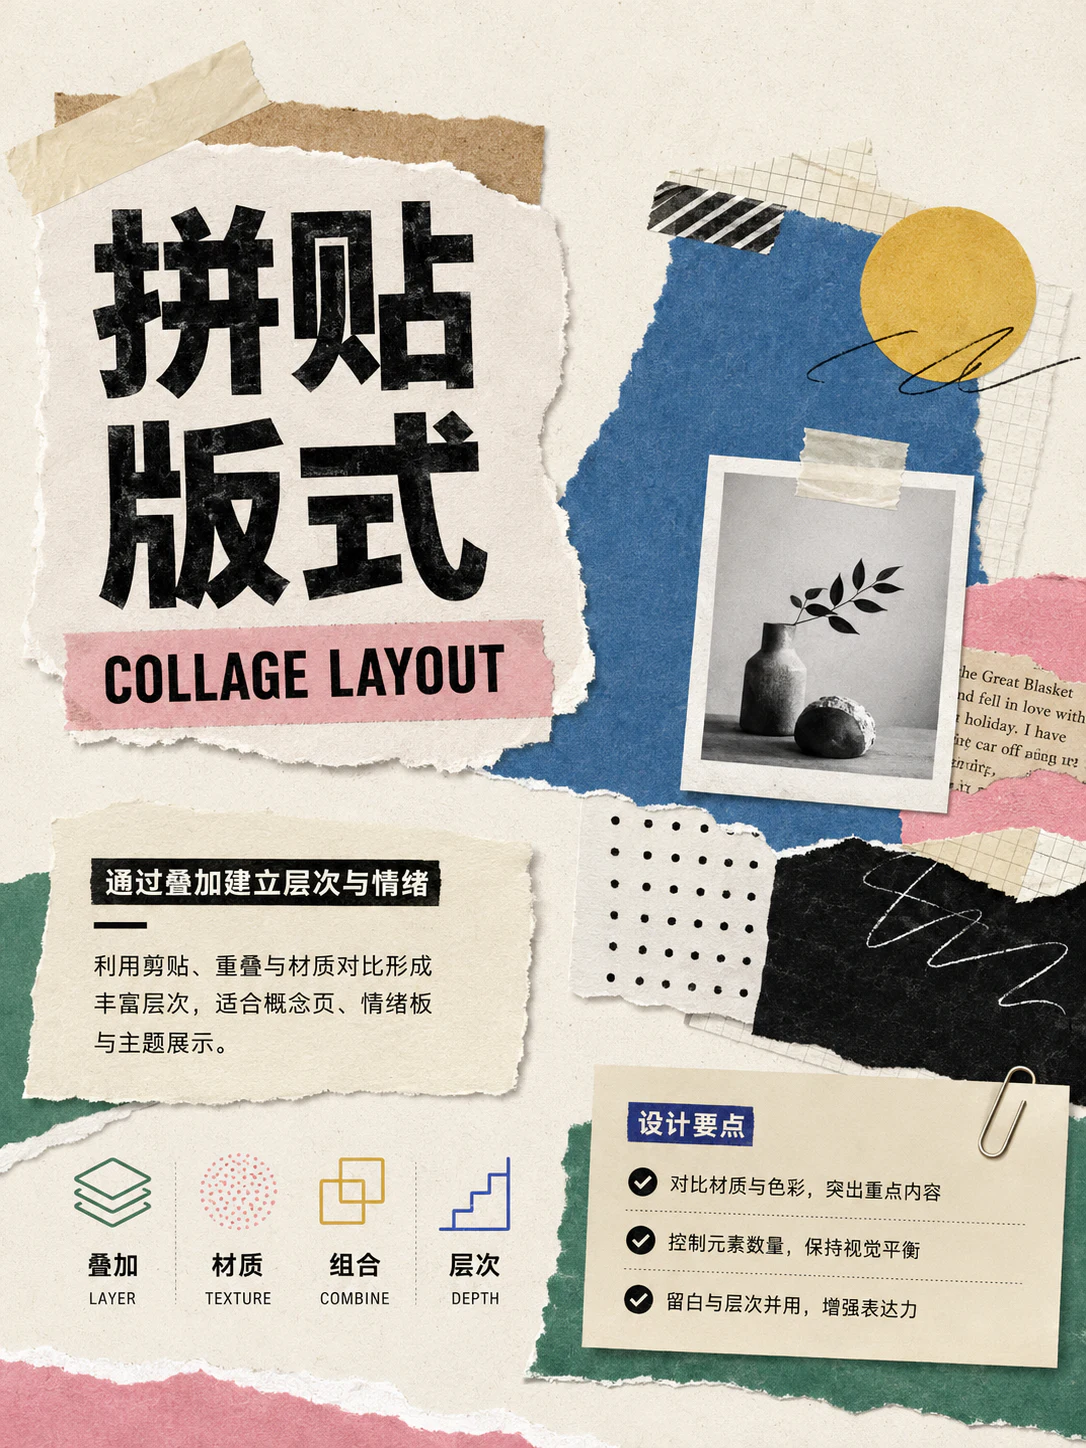 拼贴
版式
COLLAGE LAYOUT
the Great Blasket
and fell in love with
holiday. I have
car off
通过叠加建立层次与情绪
利用剪贴、重叠与材质对比形成
丰富层次，适合概念页、情绪板
与主题展示。
叠加
LAYER
材质
TEXTURE
组合
COMBINE
层次
DEPTH
设计要点
对比材质与色彩，突出重点内容
控制元素数量，保持视觉平衡
留白与层次并用，增强表达力